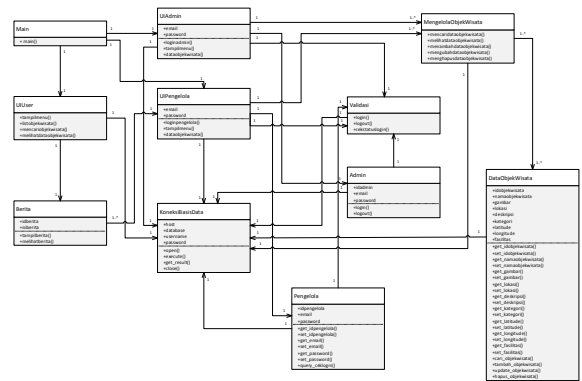 Main
+ main()
UIAdmin
+email
+password
+loginadmin()
+tampilmenu()
+dataobjekwisata()
MengelolaObjekWisata
+mencaridataobjekwisata()
+melihatdataobjekwisata()
+menambahdataobjekwisata()
+mengubahdataobjekwisata()
+menghapusdataobjekwisata()
UIUser
+tampilmenu()
+listobjekwisata()
+mencariobjekwisata()
+melihatdataobjekwisata()
UIPengelola
+email
+password
+loginpengelola()
+tampilmenu()
+dataobjekwisata()
Validasi
+login()
+logout()
+cekstatuslogin()
Admin
+idadmin
+email
+password
+login()
+logout()
DataObjekWisata
+idobjekwisata
+namaobjekwisata
+gambar
+lokasi
+deskripsi
+kategori
+latitude
+longitude
+fasilitas
+get_idobjekwisata()
+set_idobjekwisata()
+get_namaobjekwisata()
+set_namaobjekwisata()
+get_gambar()
+set_gambar()
+get_lokasi()
+set_lokasi()
+get_deskripsi()
+set_deskripsi()
+get_kategori()
+set_kategori()
+get_latitude()
+set_latitude()
+get_longitude()
+set_longitude()
+get_fasilitas()
+set_fasilitas()
+cari_objekwisata()
+tambah_objekwisata()
+update_objekwisata()
+hapus_objekwisata()
Berita
+idberita
+isiberita
+tampilberita()
+melihatberita()
KoneksiBasisData
+host
+database
+username
+password
+open()
+execute()
+get_result()
+close()
Pengelola
+idpengelola
+email
+password
+get_idpengelola()
+set_idpengelola()
+get_email()
+set_email()
+get_password()
+set_password()
+query_ceklogin()